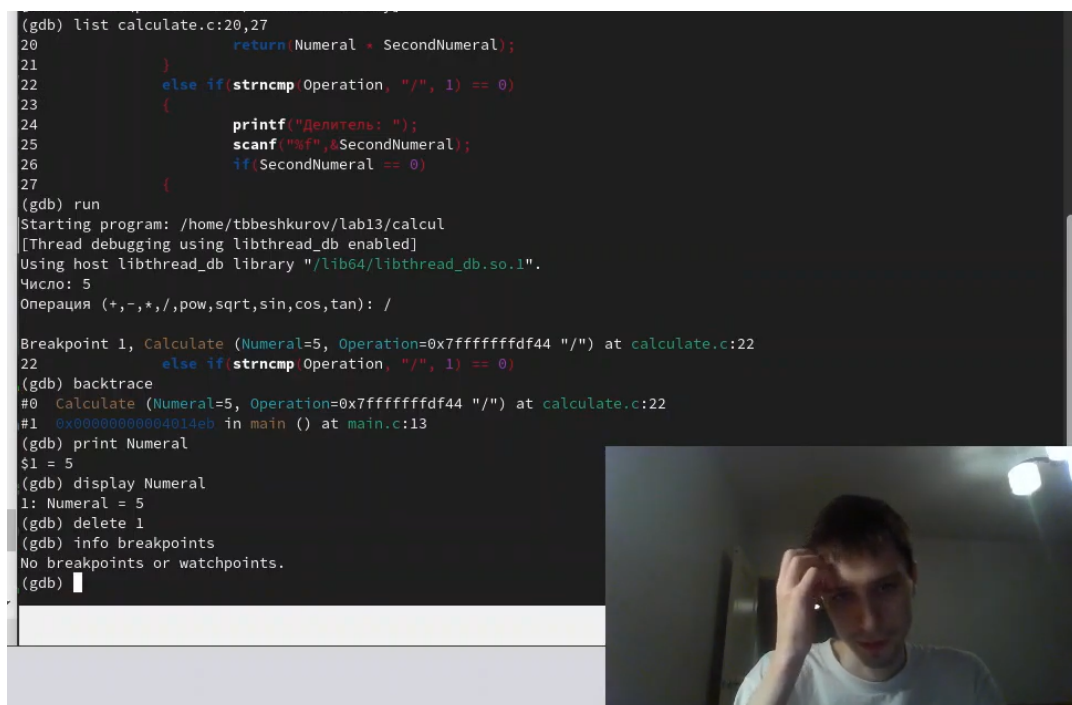 (gdb) list calculate.c:20,27
20 return(Numeral * SecondNumeral);
21 }
22 else if(strncmp(Operation, "/", 1) == 0)
23 {
24 printf("Делитель: ");
25 scanf("%f",&SecondNumeral);
26 if(SecondNumeral == 0)
27 {
(gdb) run
Starting program: /home/tbbeshkurov/lab13/calcul
[Thread debugging using libthread_db enabled]
Using host libthread_db library "/lib64/libthread_db.so.1".
Число: 5
Операция (+,-,*,/,pow,sqrt,sin,cos,tan): /
Breakpoint 1, Calculate (Numeral=5, Operation=0x7fffffffdf44 "/") at calculate.c:22
22 else if(strncmp(Operation, "/", 1) == 0)
(gdb) backtrace
#0 Calculate (Numeral=5, Operation=0x7fffffffdf44 "/") at calculate.c:22
#1 0x00000000004014eb in main () at main.c:13
(gdb) print Numeral
$1 = 5
(gdb) display Numeral
1: Numeral = 5
(gdb) delete 1
(gdb) info breakpoints
No breakpoints or watchpoints.
(gdb)